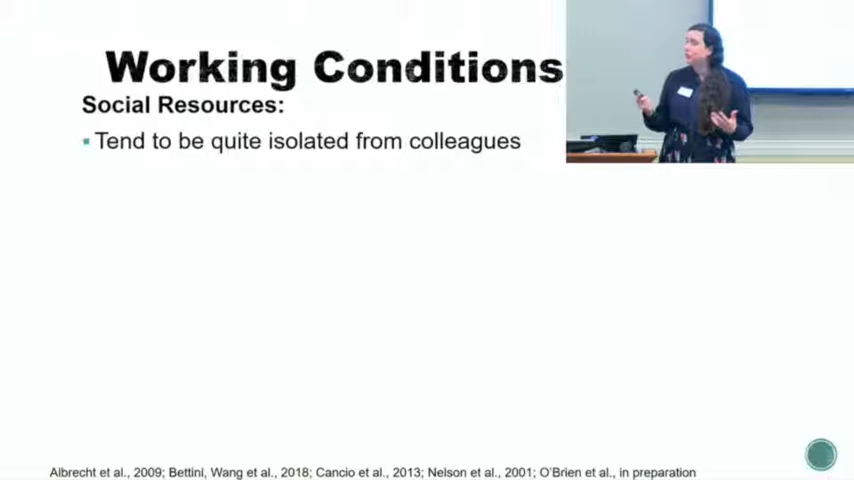 Working Conditions
Social Resources:
▪ Tend to be quite isolated from colleagues
Albrecht et al., 2009; Bettini, Wang et al., 2018; Cancio et al., 2013; Nelson et al., 2001; O'Brien et al., in preparation